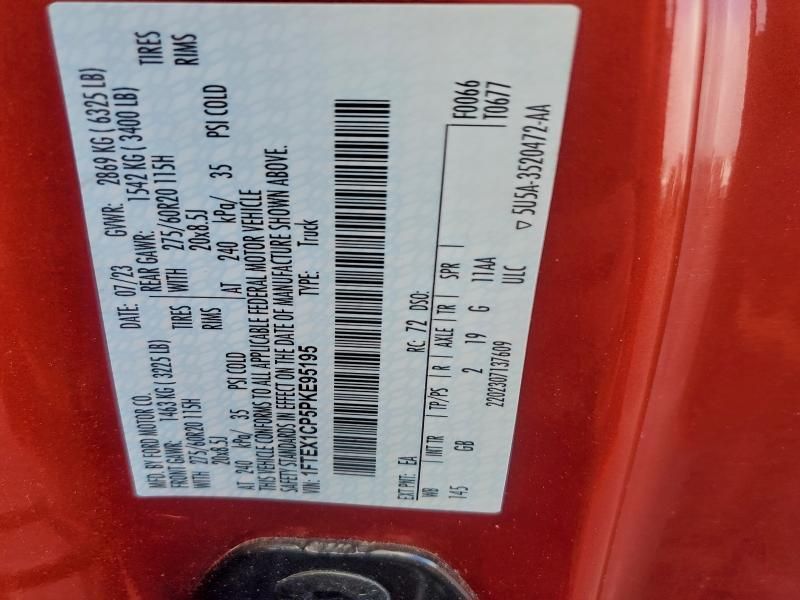 MFD. BY FORD MOTOR CO. DATE: 07/23 GVWR: 2869 KG ( 6325 LB)
FRONT GAWR: 1463 KG ( 3225 LB) REAR GAWR: 1542 KG ( 3400 LB)
WITH 275/60R20 115H TIRES WITH 275/60R20 115H TIRES
20x8.5J RIMS 20x8.5J RIMS
AT 240 kPa/ 35 PSI COLD AT 240 kPa/ 35 PSI COLD
THIS VEHICLE CONFORMS TO ALL APPLICABLE FEDERAL MOTOR VEHICLE
SAFETY STANDARDS IN EFFECT ON THE DATE OF MANUFACTURE SHOWN ABOVE.
VIN: 1FTEX1CP5PKE95195 TYPE: Truck
F0066
T0677
EXT PNT: EA RC: 72 DSO:
WB INT TR TP/PS R AXLE TR SPR
145 GB 2 19 G 11AA
2202307137609 ULC
▽ 5U5A-3520472-AA